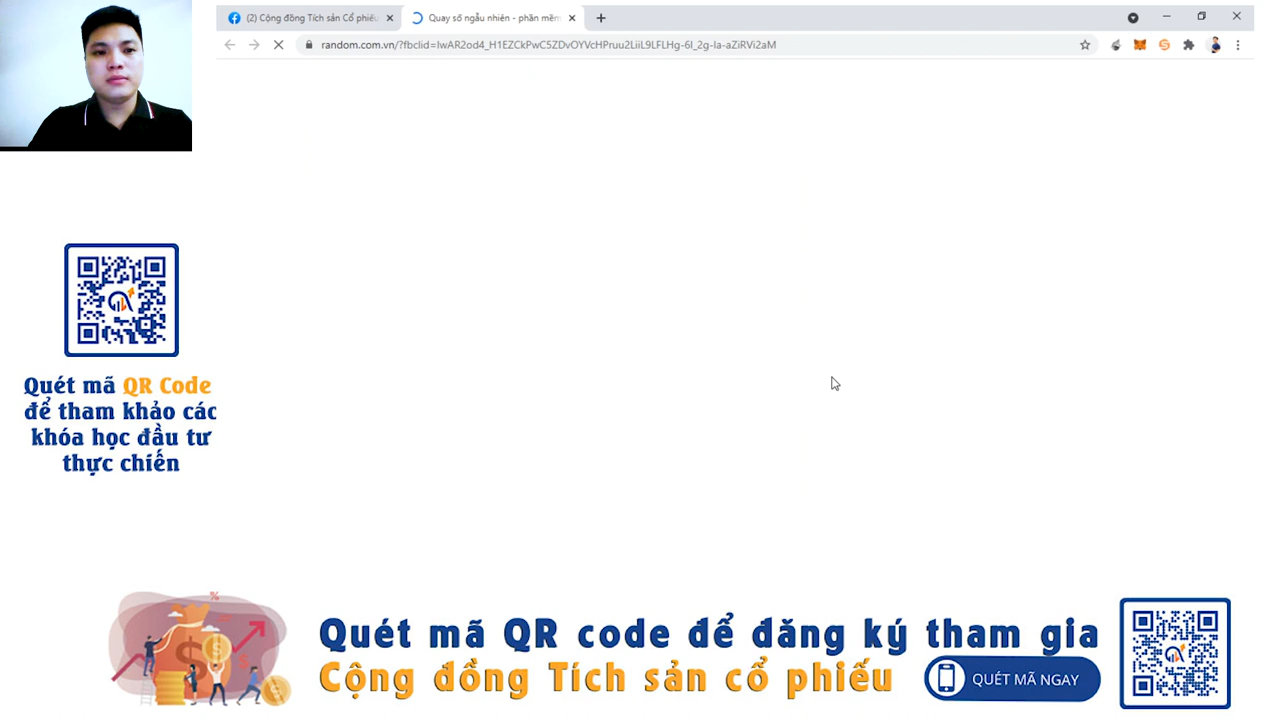 (2) Cộng đồng Tích sản Cổ phiếu
Quay số ngẫu nhiên - phần mềm
random.com.vn/?fbclid=IwAR2od4_H1EZCkPwC5ZDvOYVcHPruu2LiiL9LFLHg-6l_2g-la-aZiRVi2aM
Quét mã QR Code
để tham khảo các
khóa học đầu tư
thực chiến
Quét mã QR code để đăng ký tham gia
Cộng đồng Tích sản cổ phiếu
QUÉT MÃ NGAY